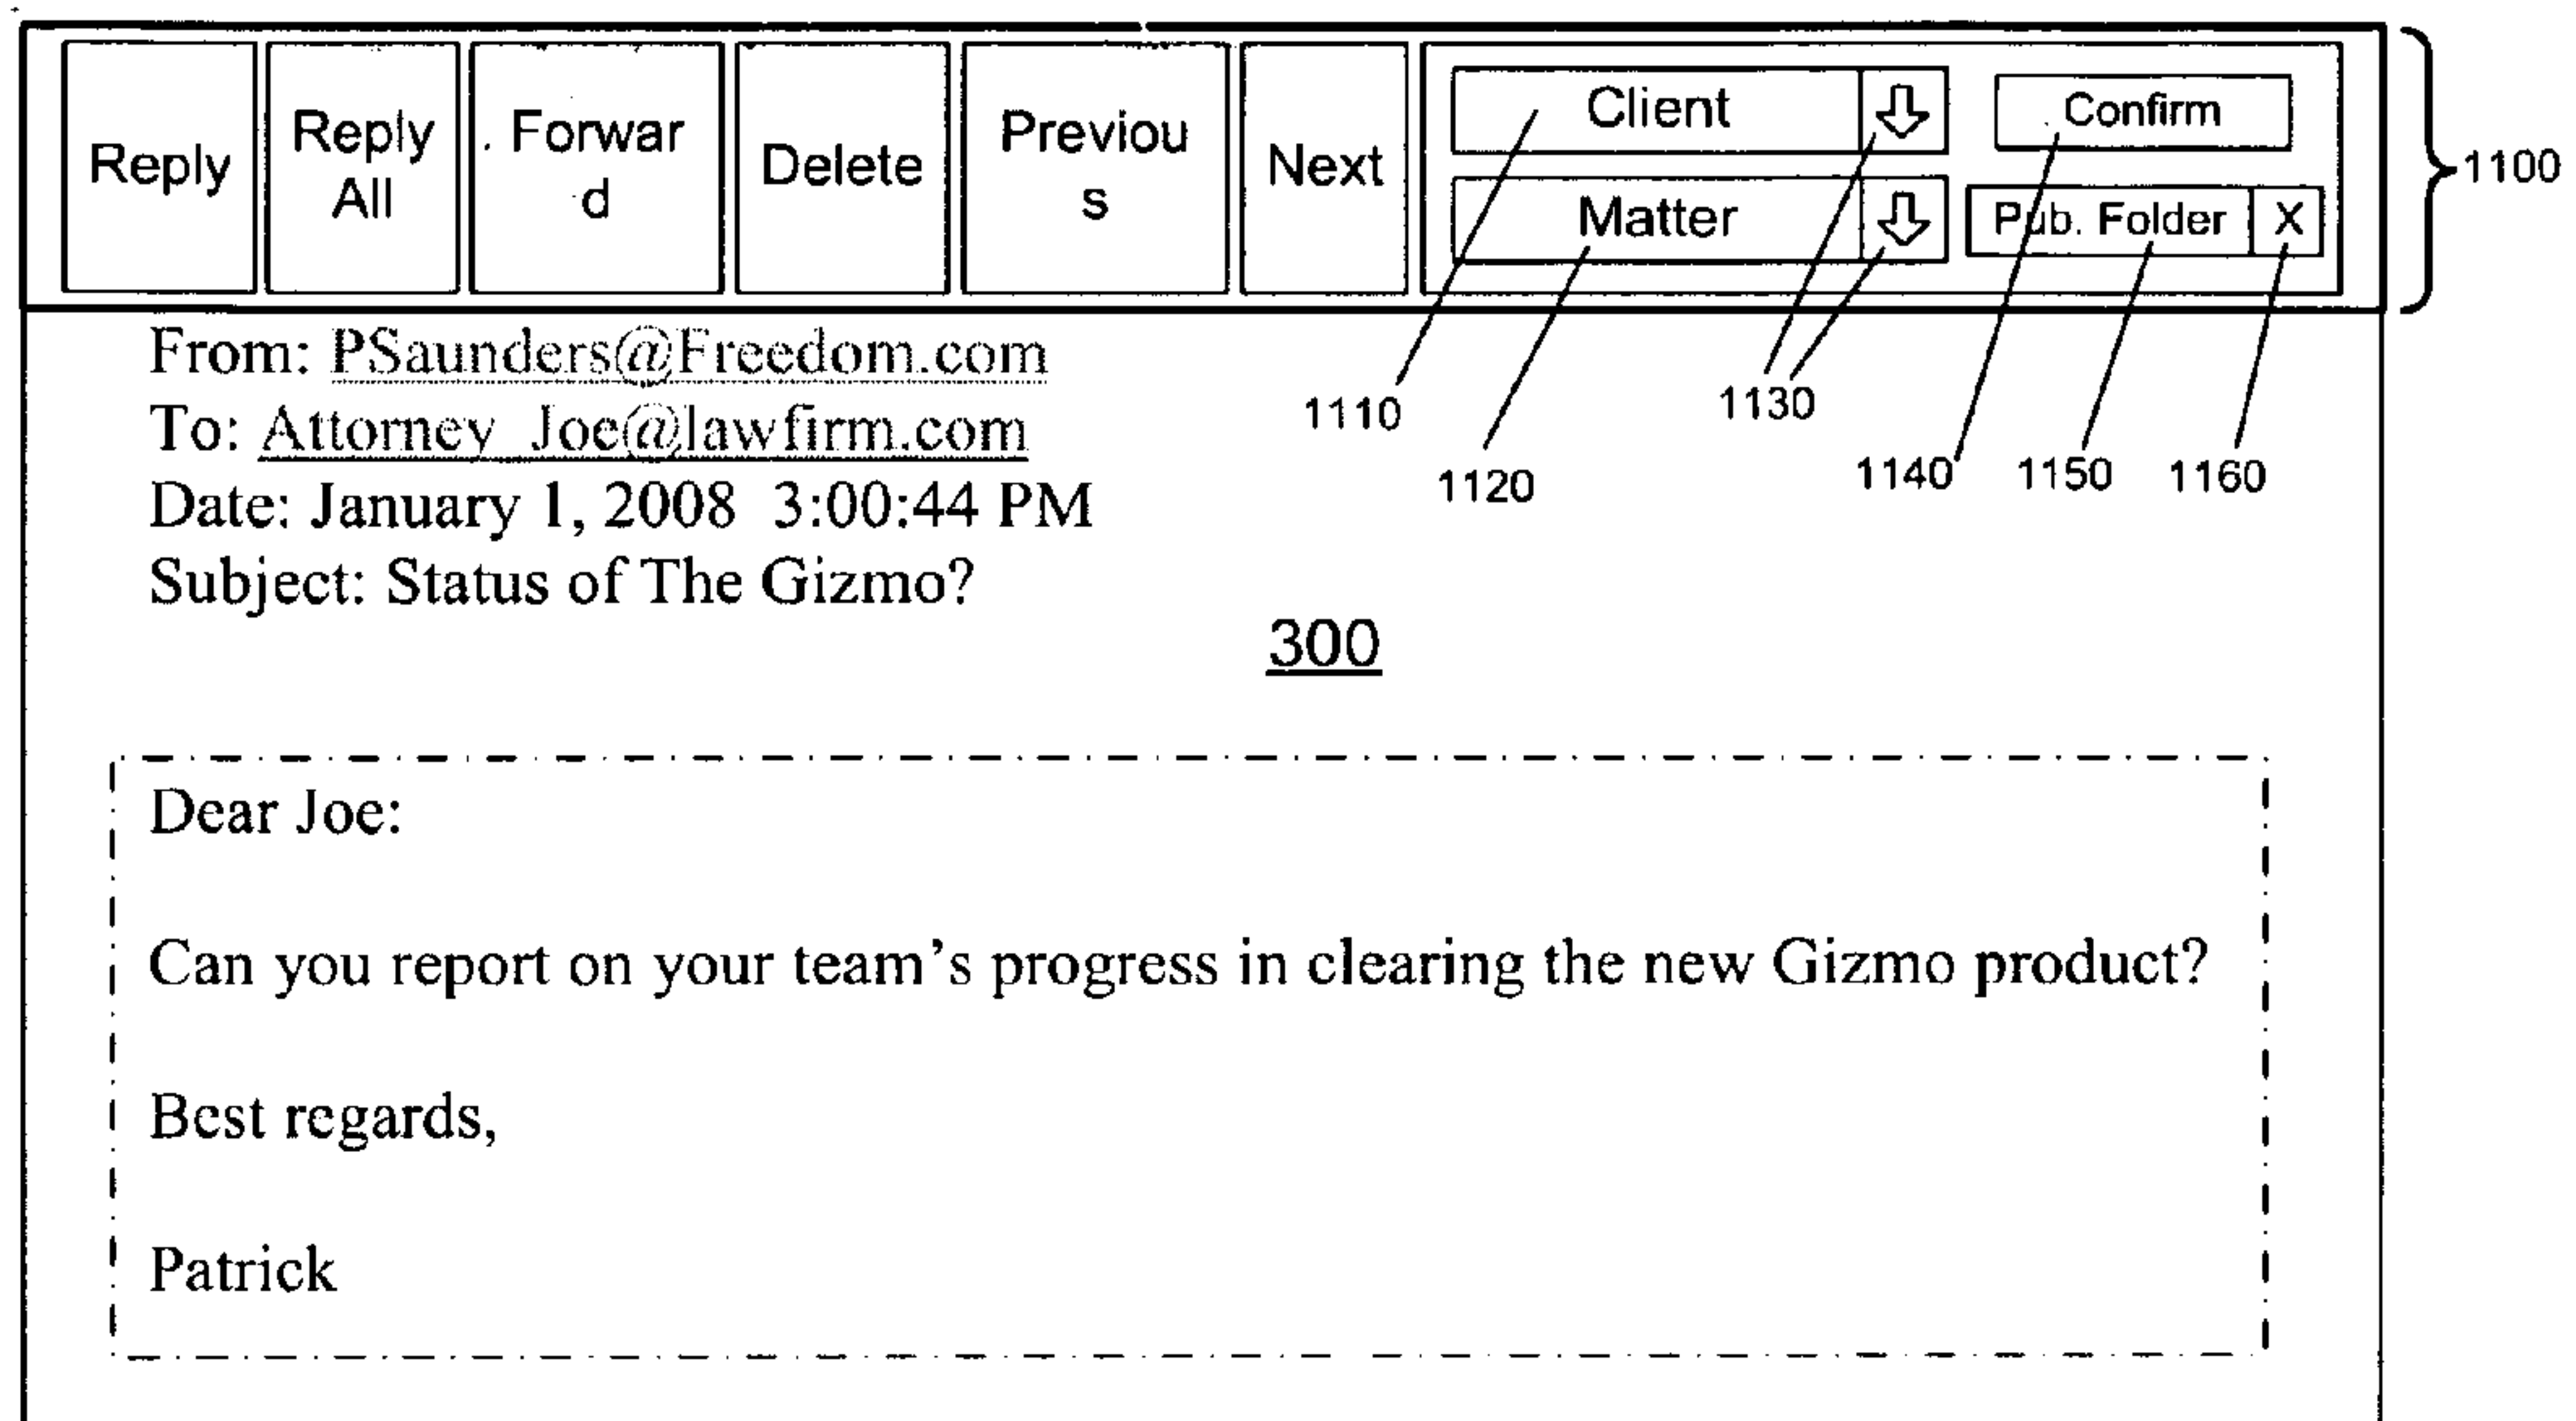 Reply
Reply
All
Forwar
d
Delete
Previou
s
Next
Client
Confirm
Matter
Pub. Folder
X
1100
From: PSaunders@Freedom.com
To: Attorney_Joe@lawfirm.com
1110
1130
1120
1140
1150
1160
Date: January 1, 2008 3:00:44 PM
Subject: Status of The Gizmo?
300
Dear Joe:
Can you report on your team’s progress in clearing the new Gizmo product?
Best regards,
Patrick